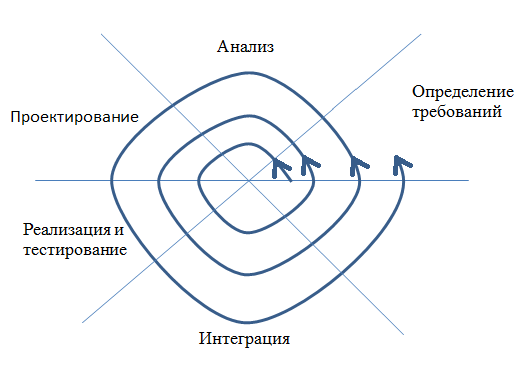 Анализ
Определение
требований
Проектирование
Реализация и
тестирование
Интеграция